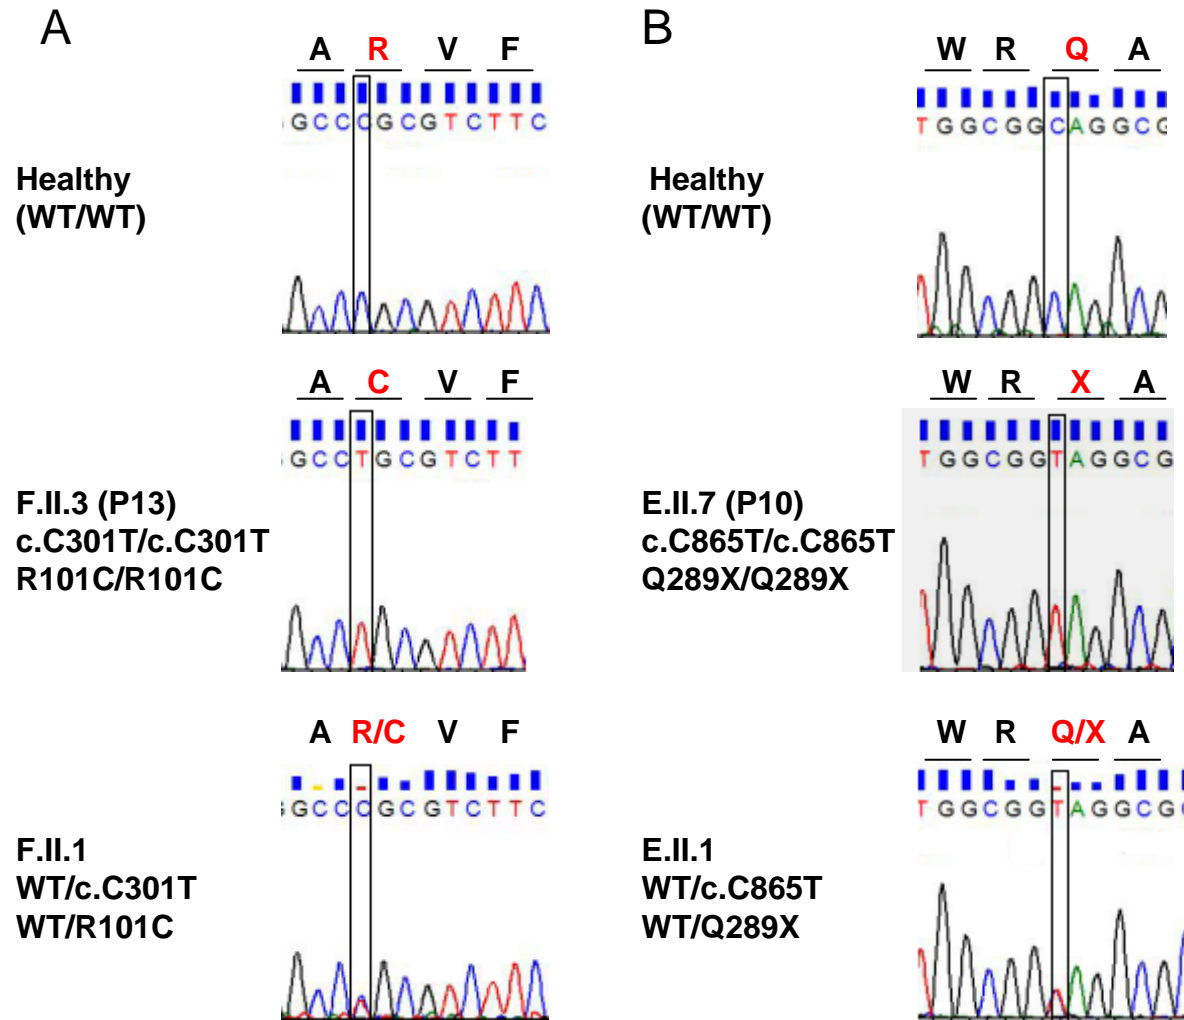 A
A R V F
GCCCGCGTCTTC
Healthy
(WT/WT)
A C V F
GCCTGCGTCTT
F.II.3 (P13)
c.C301T/c.C301T
R101C/R101C
A R/C V F
GCCCGCGTCTTC
F.II.1
WT/c.C301T
WT/R101C
B
W R Q A
TGGCGGCAGGCG
Healthy
(WT/WT)
W R X A
TGGCGGTAGGCG
E.II.7 (P10)
c.C865T/c.C865T
Q289X/Q289X
W R Q/X A
TGGCGGTAGGCG
E.II.1
WT/c.C865T
WT/Q289X